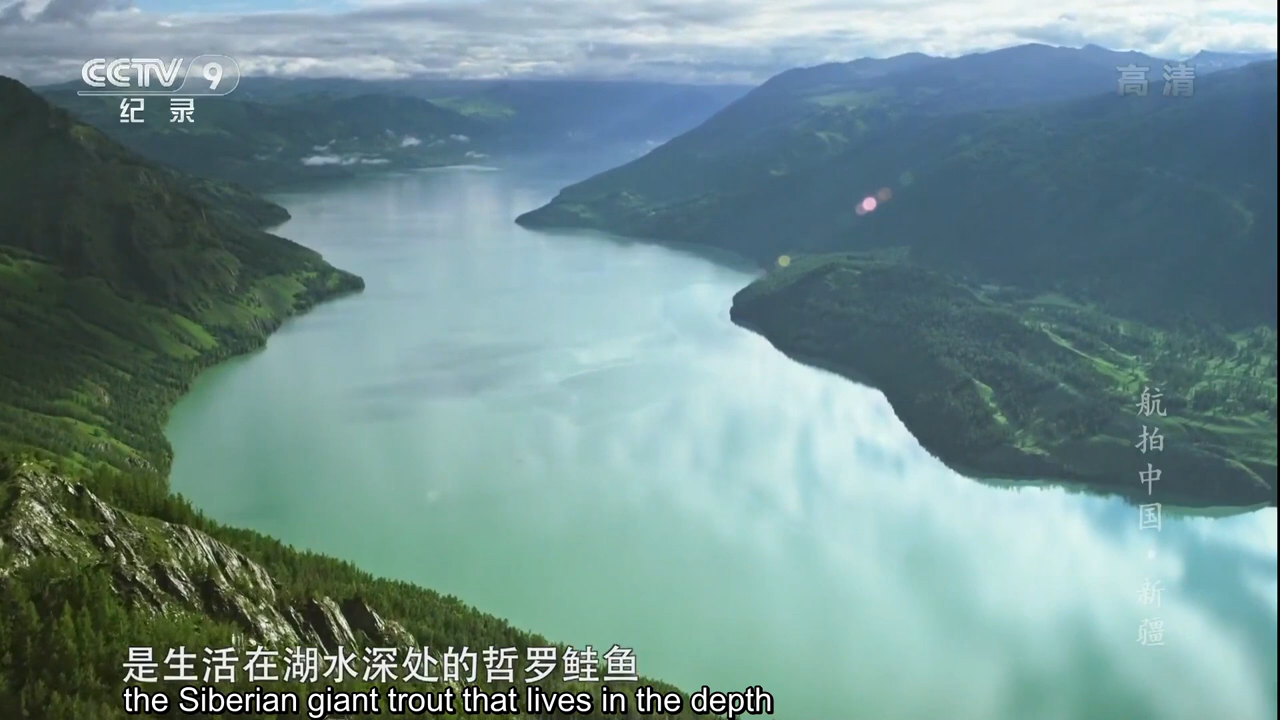 CCTV 9
纪录
高清
航拍中国·新疆
是生活在湖水深处的哲罗鲑鱼
the Siberian giant trout that lives in the depth